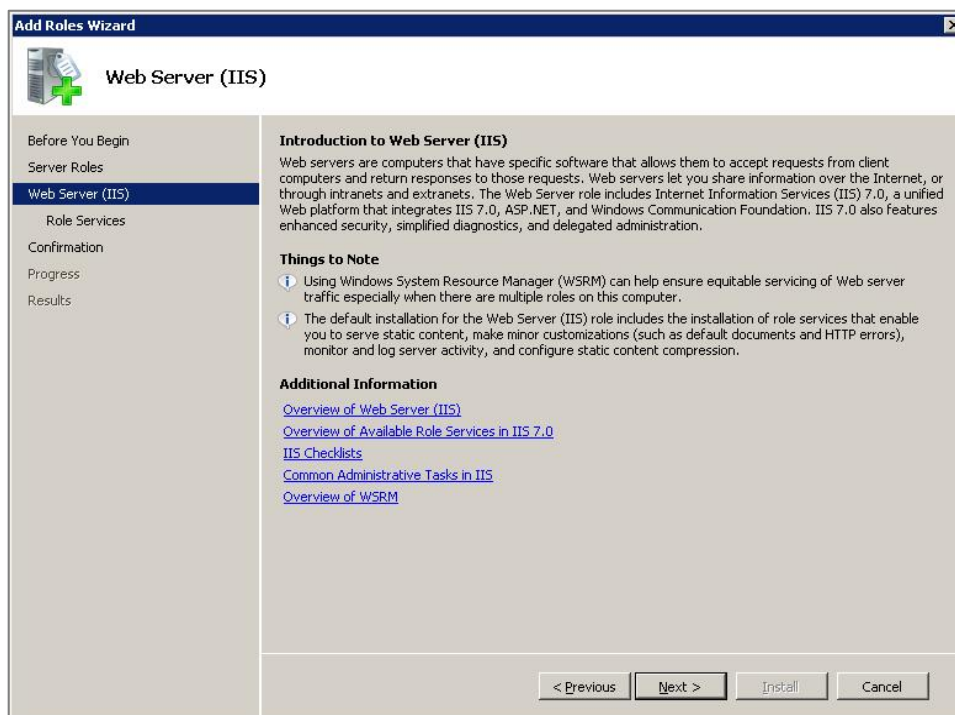 Add Roles Wizard
Web Server (IIS)
Before You Begin
Server Roles
Web Server (IIS)
Role Services
Confirmation
Progress
Results
Introduction to Web Server (IIS)
Web servers are computers that have specific software that allows them to accept requests from client
computers and return responses to those requests. Web servers let you share information over the Internet, or
through intranets and extranets. The Web Server role includes Internet Information Services (IIS) 7.0, a unified
Web platform that integrates IIS 7.0, ASP.NET, and Windows Communication Foundation. IIS 7.0 also features
enhanced security, simplified diagnostics, and delegated administration.
Things to Note
Using Windows System Resource Manager (WSRM) can help ensure equitable servicing of Web server
traffic especially when there are multiple roles on this computer.
The default installation for the Web Server (IIS) role includes the installation of role services that enable
you to serve static content, make minor customizations (such as default documents and HTTP errors),
monitor and log server activity, and configure static content compression.
Additional Information
Overview of Web Server (IIS)
Overview of Available Role Services in IIS 7.0
IIS Checklists
Common Administrative Tasks in IIS
Overview of WSRM
< Previous Next > Install Cancel